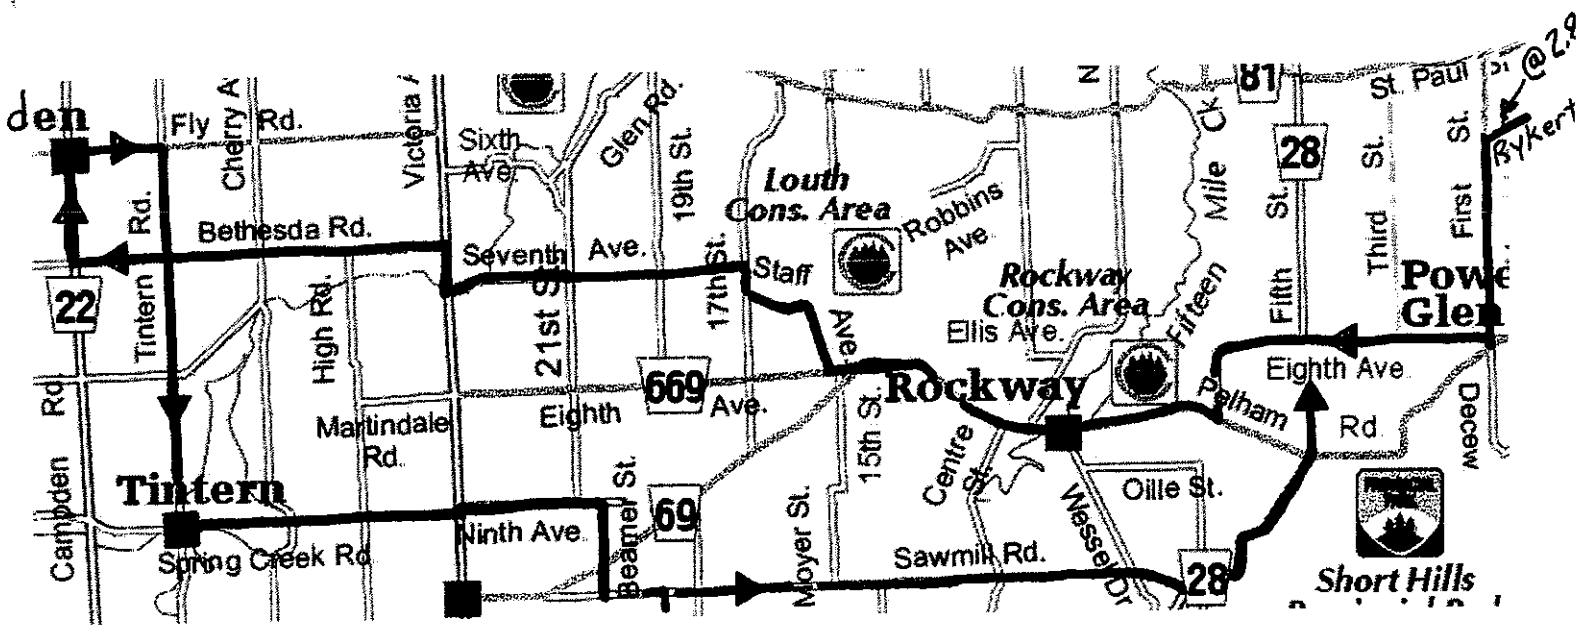 @2.8
Bykert
den
Fly Rd.
Cherry A
Victoria A
Sixth
Ave.
Glen Rd.
19th St.
81
St. Paul
N
28
Louth
Cons. Area
Robbins
Ave.
Fifteen Mile Ck
Fifth St.
Third St.
First St.
Tintern Rd.
Bethesda Rd.
Seventh Ave.
Staff Ave.
17th St.
21st S
High Rd.
22
Rockway
Cons. Area
Ellis Ave.
Powe
Glen
Eighth Ave.
669
Eighth Ave.
Rockway
Pelham Rd.
Decew
Martindale
Rd.
15th St.
Centre St.
Oille St.
Camden Rd.
Tintern
Spring Creek Rd.
Ninth Ave.
Beamer St.
69
Moyer St.
Sawmill Rd.
Wessel Dr
28
Short Hills